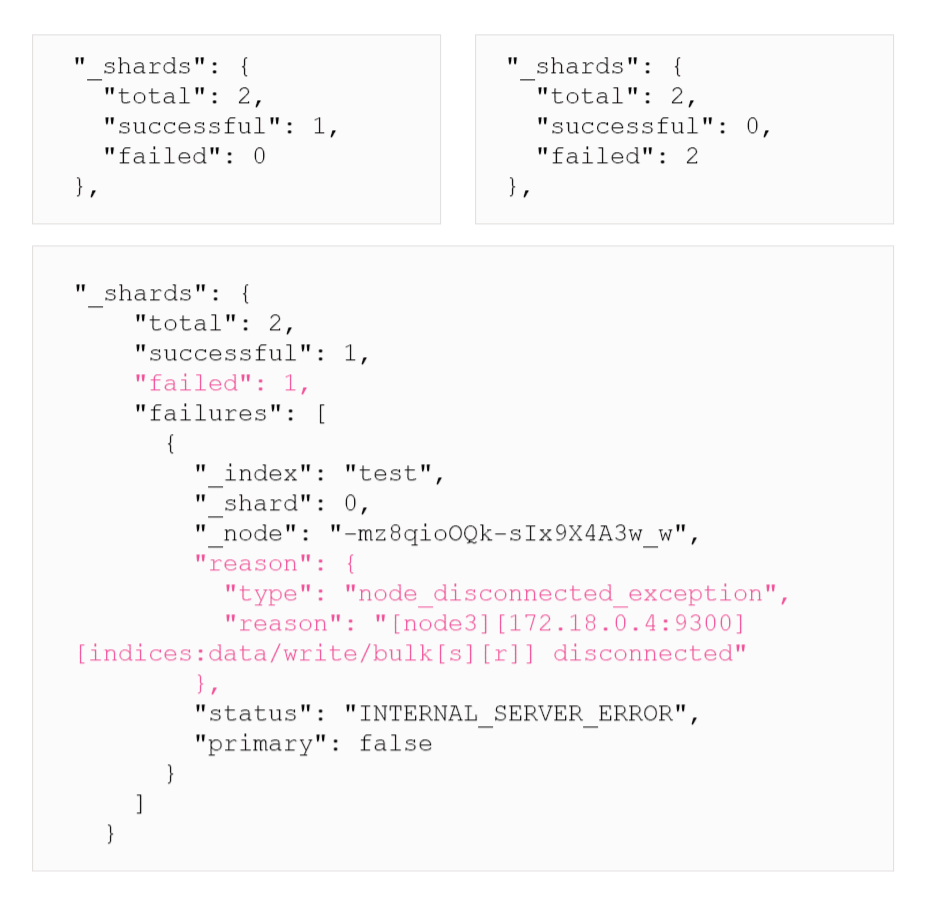 "_shards": {
  "total": 2,
  "successful": 1,
  "failed": 0
},
"_shards": {
  "total": 2,
  "successful": 0,
  "failed": 2
},
"_shards": {
    "total": 2,
    "successful": 1,
    "failed": 1,
    "failures": [
      {
        "_index": "test",
        "_shard": 0,
        "_node": "-mz8qioOQk-sIx9X4A3w_w",
        "reason": {
          "type": "node_disconnected_exception",
          "reason": "[node3][172.18.0.4:9300]
[indices:data/write/bulk[s][r]] disconnected"
        },
        "status": "INTERNAL_SERVER_ERROR",
        "primary": false
      }
    ]
  }